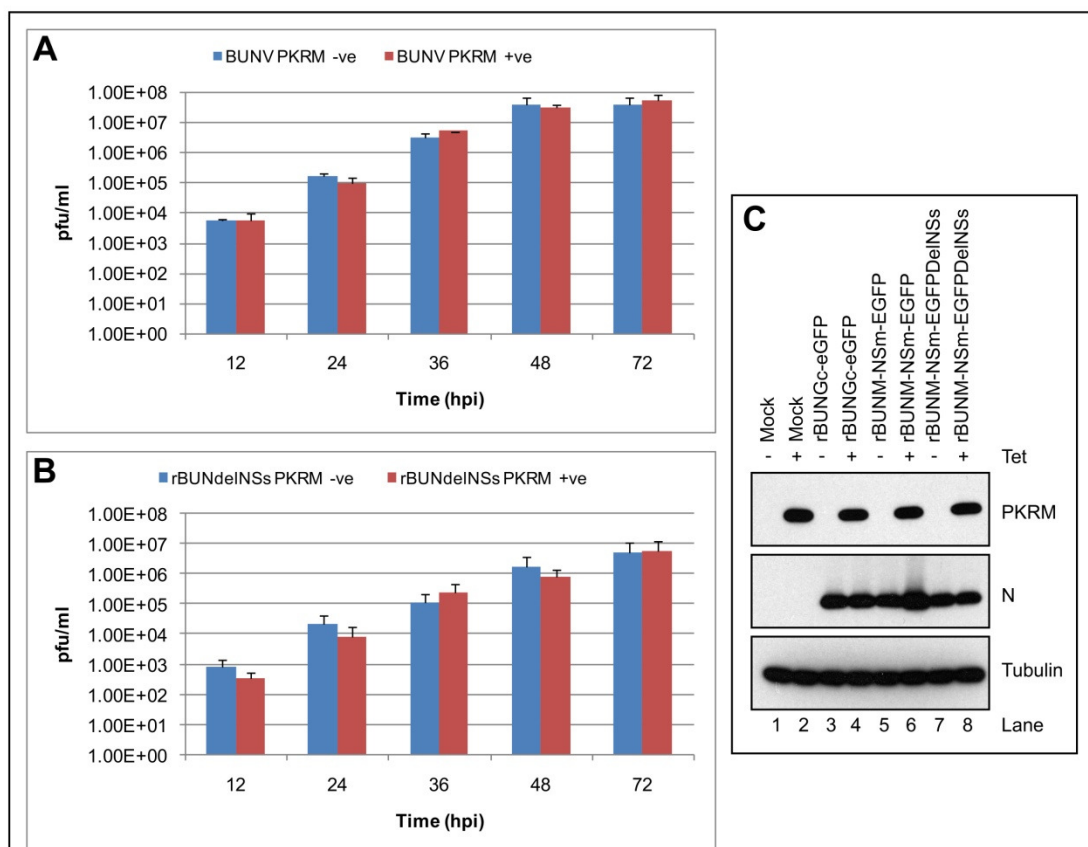 A
BUNV PKRM -ve BUNV PKRM +ve
1.00E+08
1.00E+07
1.00E+06
1.00E+05
1.00E+04
1.00E+03
1.00E+02
1.00E+01
1.00E+00
pfu/ml
12 24 36 48 72
Time (hpi)
B
rBUNdelNSs PKRM -ve rBUNdelNSs PKRM +ve
1.00E+08
1.00E+07
1.00E+06
1.00E+05
1.00E+04
1.00E+03
1.00E+02
1.00E+01
1.00E+00
pfu/ml
12 24 36 48 72
Time (hpi)
C
Mock
Mock
rBUNGc-eGFP
rBUNGc-eGFP
rBUNM-NSm-EGFP
rBUNM-NSm-EGFP
rBUNM-NSm-EGFPDelNSs
rBUNM-NSm-EGFPDelNSs
- + - + - + - + Tet
PKRM
N
Tubulin
1 2 3 4 5 6 7 8 Lane